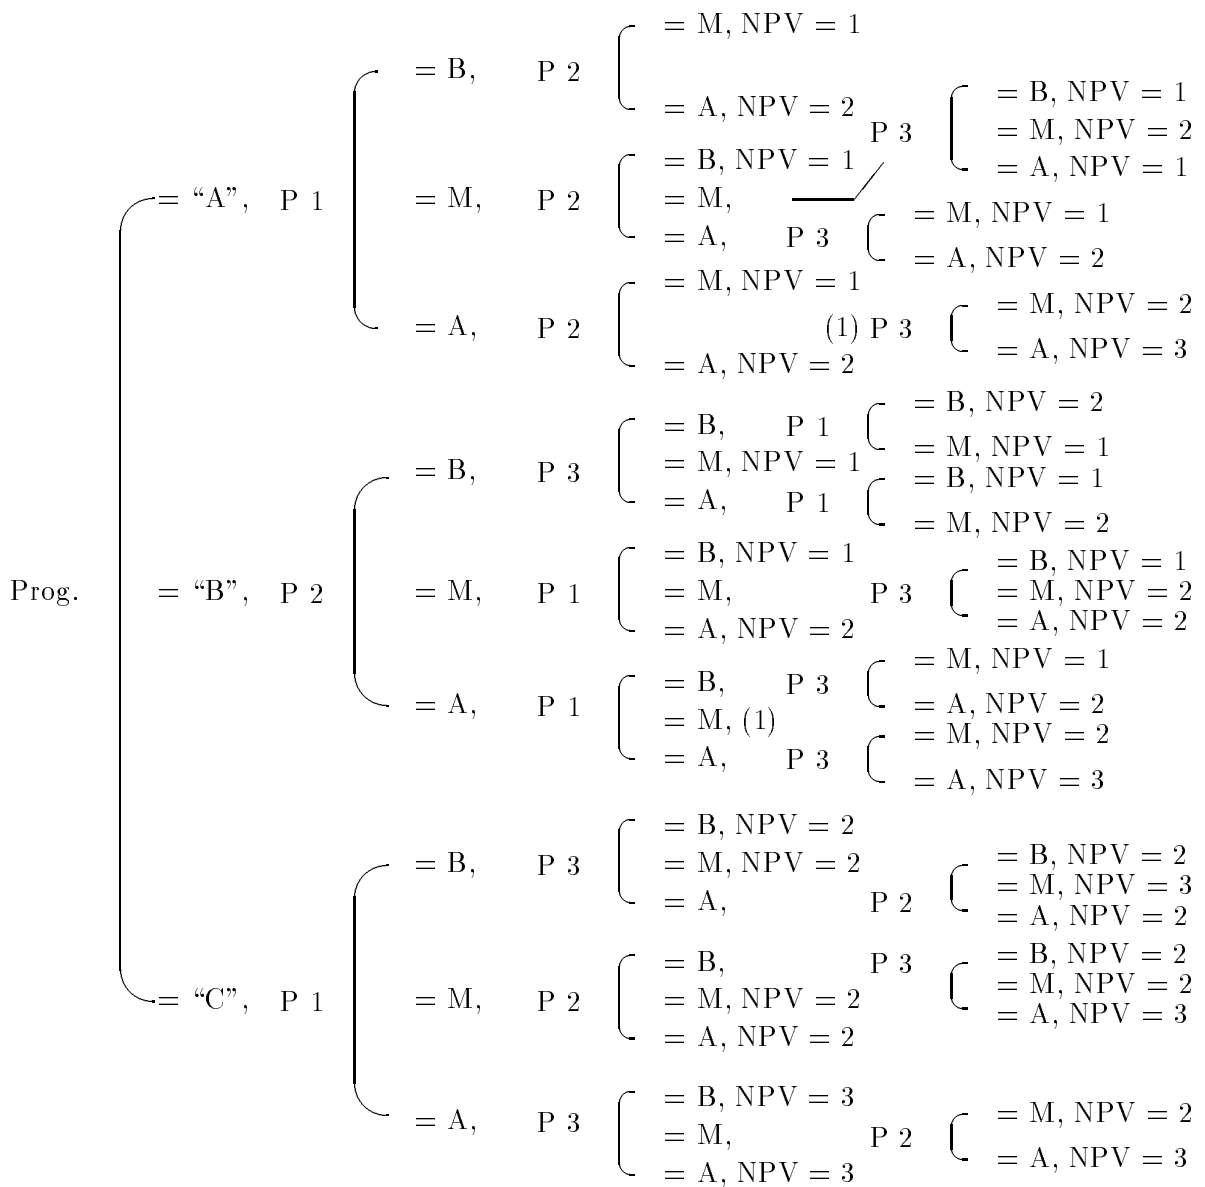 = M, NPV = 1
= B, P 2
= A, NPV = 2
= B, NPV = 1
P 3
= M, NPV = 2
= A, NPV = 1
= B, NPV = 1
= “A”, P 1 = M, P 2 = M,
= A, P 3
= M, NPV = 1
= A, NPV = 2
= M, NPV = 1
= A, P 2
(1) P 3
= M, NPV = 2
= A, NPV = 3
= A, NPV = 2
= B, P 1
= B, NPV = 2
= M, NPV = 1
= B, P 3 = M, NPV = 1
= A, P 1
= B, NPV = 1
= M, NPV = 2
= B, NPV = 1
Prog. = “B”, P 2 = M, P 1 = M, P 3
= B, NPV = 1
= M, NPV = 2
= A, NPV = 2
= A, NPV = 2
= B, P 3
= M, NPV = 1
= A, NPV = 2
= A, P 1 = M, (1)
= A, P 3
= M, NPV = 2
= A, NPV = 3
= B, NPV = 2
= B, P 3 = M, NPV = 2
= A, P 2
= B, NPV = 2
= M, NPV = 3
= A, NPV = 2
= B, P 3
= B, NPV = 2
= M, NPV = 2
= A, NPV = 3
= “C”, P 1 = M, P 2 = M, NPV = 2
= A, NPV = 2
= B, NPV = 3
= A, P 3 = M, P 2
= M, NPV = 2
= A, NPV = 3
= A, NPV = 3